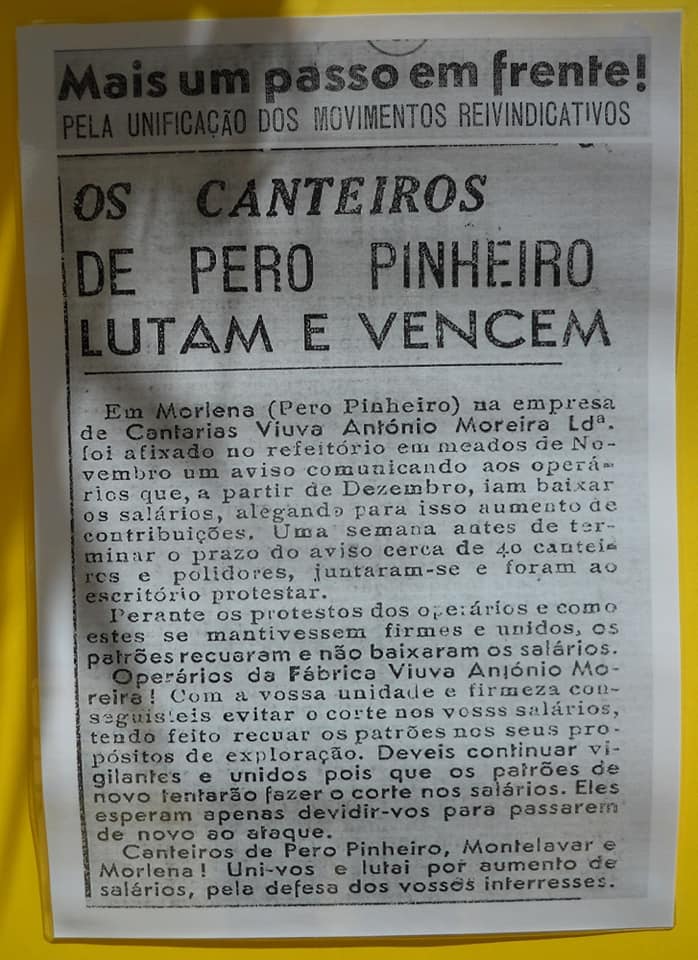 Mais um passo em frente!
PELA UNIFICAÇÃO DOS MOVIMENTOS REIVINDICATIVOS
OS CANTEIROS
DE PERO PINHEIRO
LUTAM E VENCEM
Em Morlena (Pero Pinheiro) na empresa
de Cantarias Viuva António Moreira Ldª.
foi afixado no refeitório em meados de No-
vembro um aviso comunicando aos operá-
rios que, a partir de Dezembro, iam baixar
os salários, alegando para isso aumento de
contribuições. Uma semana antes de ter-
minar o prazo do aviso cerca de 40 cantei-
res e polidores, juntaram-se e foram ao
escritório protestar.
Perante os protestos dos operários e como
estes se mantivessem firmes e unidos, os
patrões recuaram e não baixaram os salários.
Operários da Fábrica Viuva António Mo-
reira! Com a vossa unidade e firmeza con-
seguisteis evitar o corte nos vosss salários,
tendo feito recuar os patrões nos seus pro-
pósitos de exploração. Deveis continuar vi-
gilantes e unidos pois que os patrões de
novo tentarão fazer o corte nos salários. Eles
esperam apenas devidir-vos para passarem
de novo ao ataque.
Canteiros de Pero Pinheiro, Montelavar e
Morlena! Uni-vos e lutai por aumento de
salários, pela defesa dos vossos interresses.